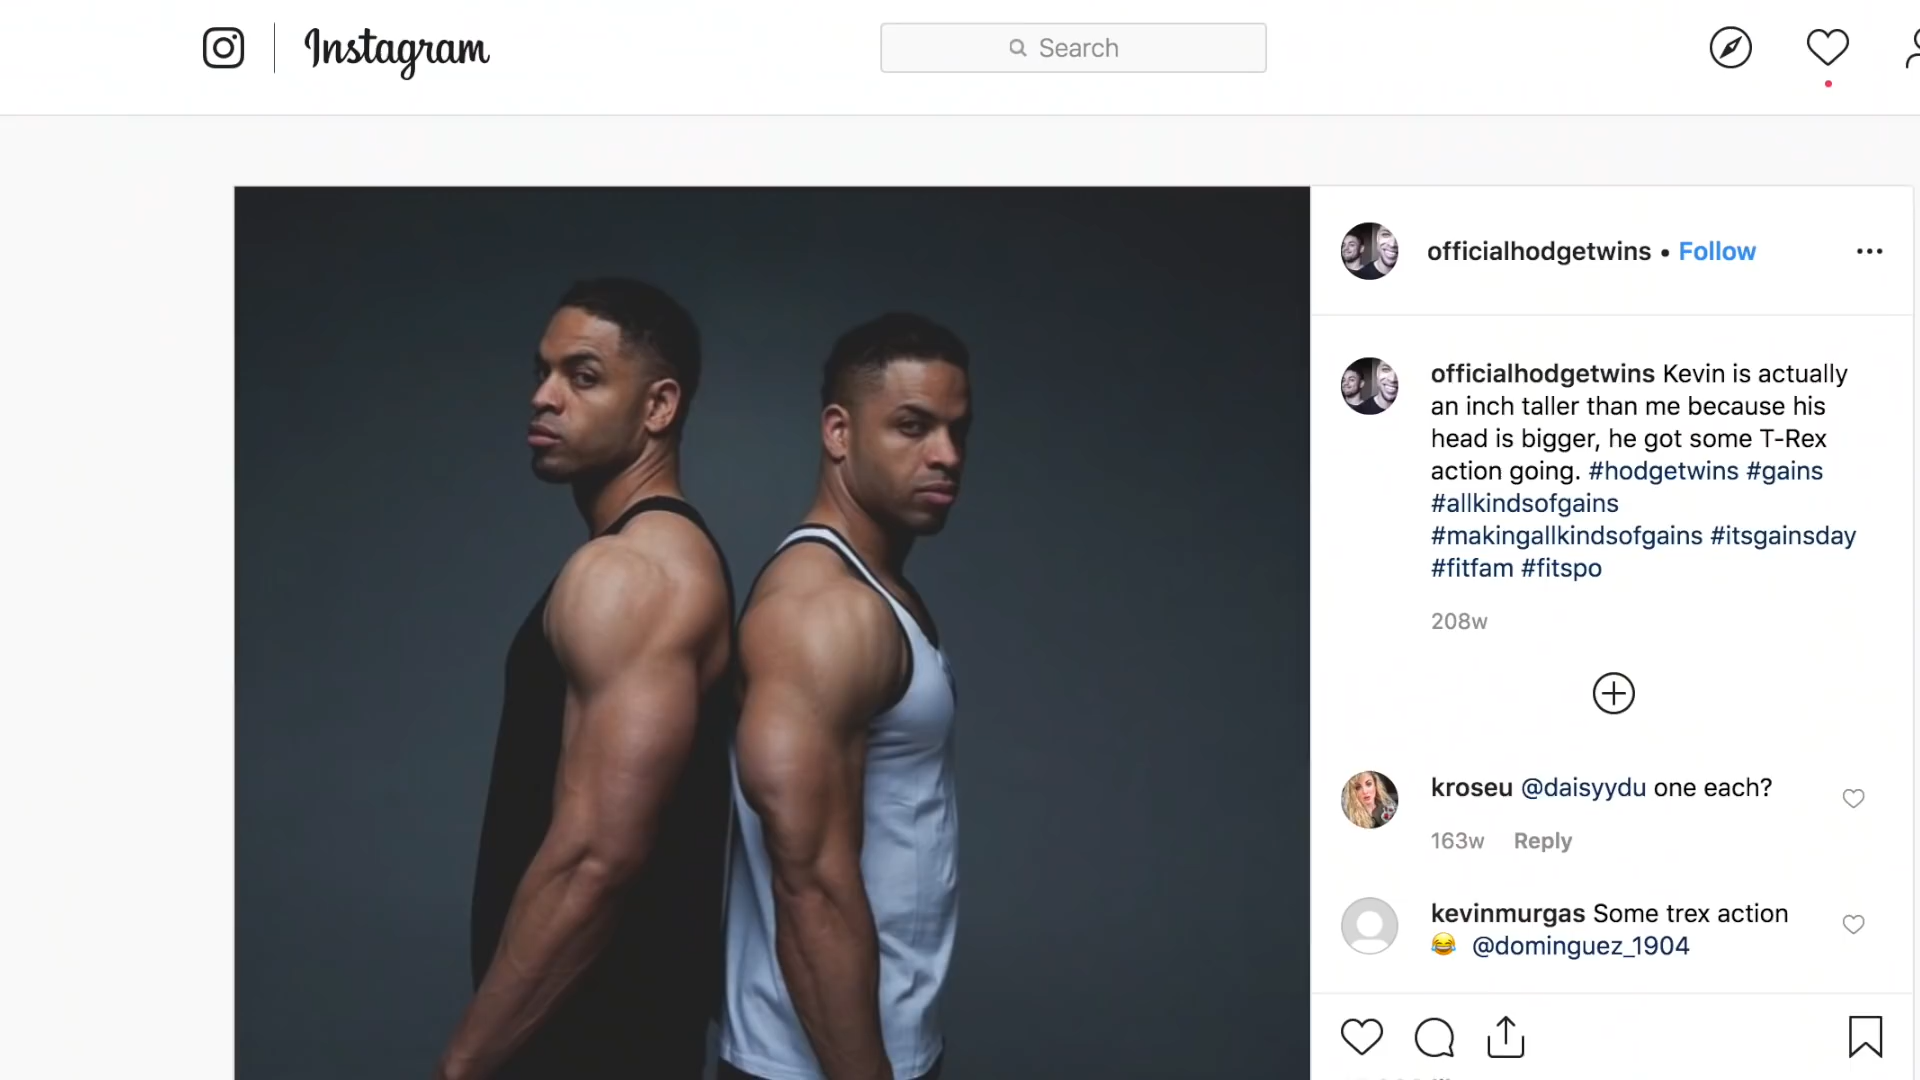 Instagram
Search
officialhodgetwins • Follow
officialhodgetwins Kevin is actually
an inch taller than me because his
head is bigger, he got some T-Rex
action going. #hodgetwins #gains
#allkindsofgains
#makingallkindsofgains #itsgainsday
#fitfam #fitspo
208w
kroseu @daisyydu one each?
163w Reply
kevinmurgas Some trex action
😂 @dominguez_1904